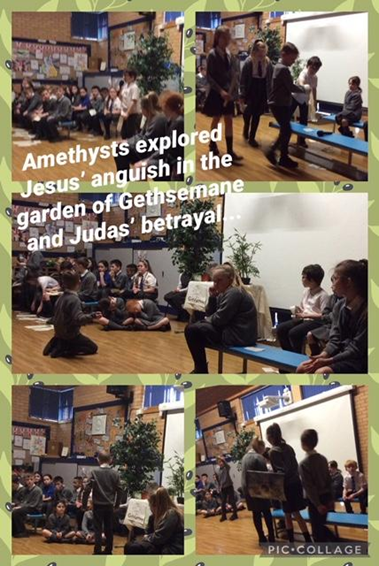 Amethysts explored
Jesus' anguish in the
garden of Gethsemane
and Judas' betrayal...
PIC•COLLAGE